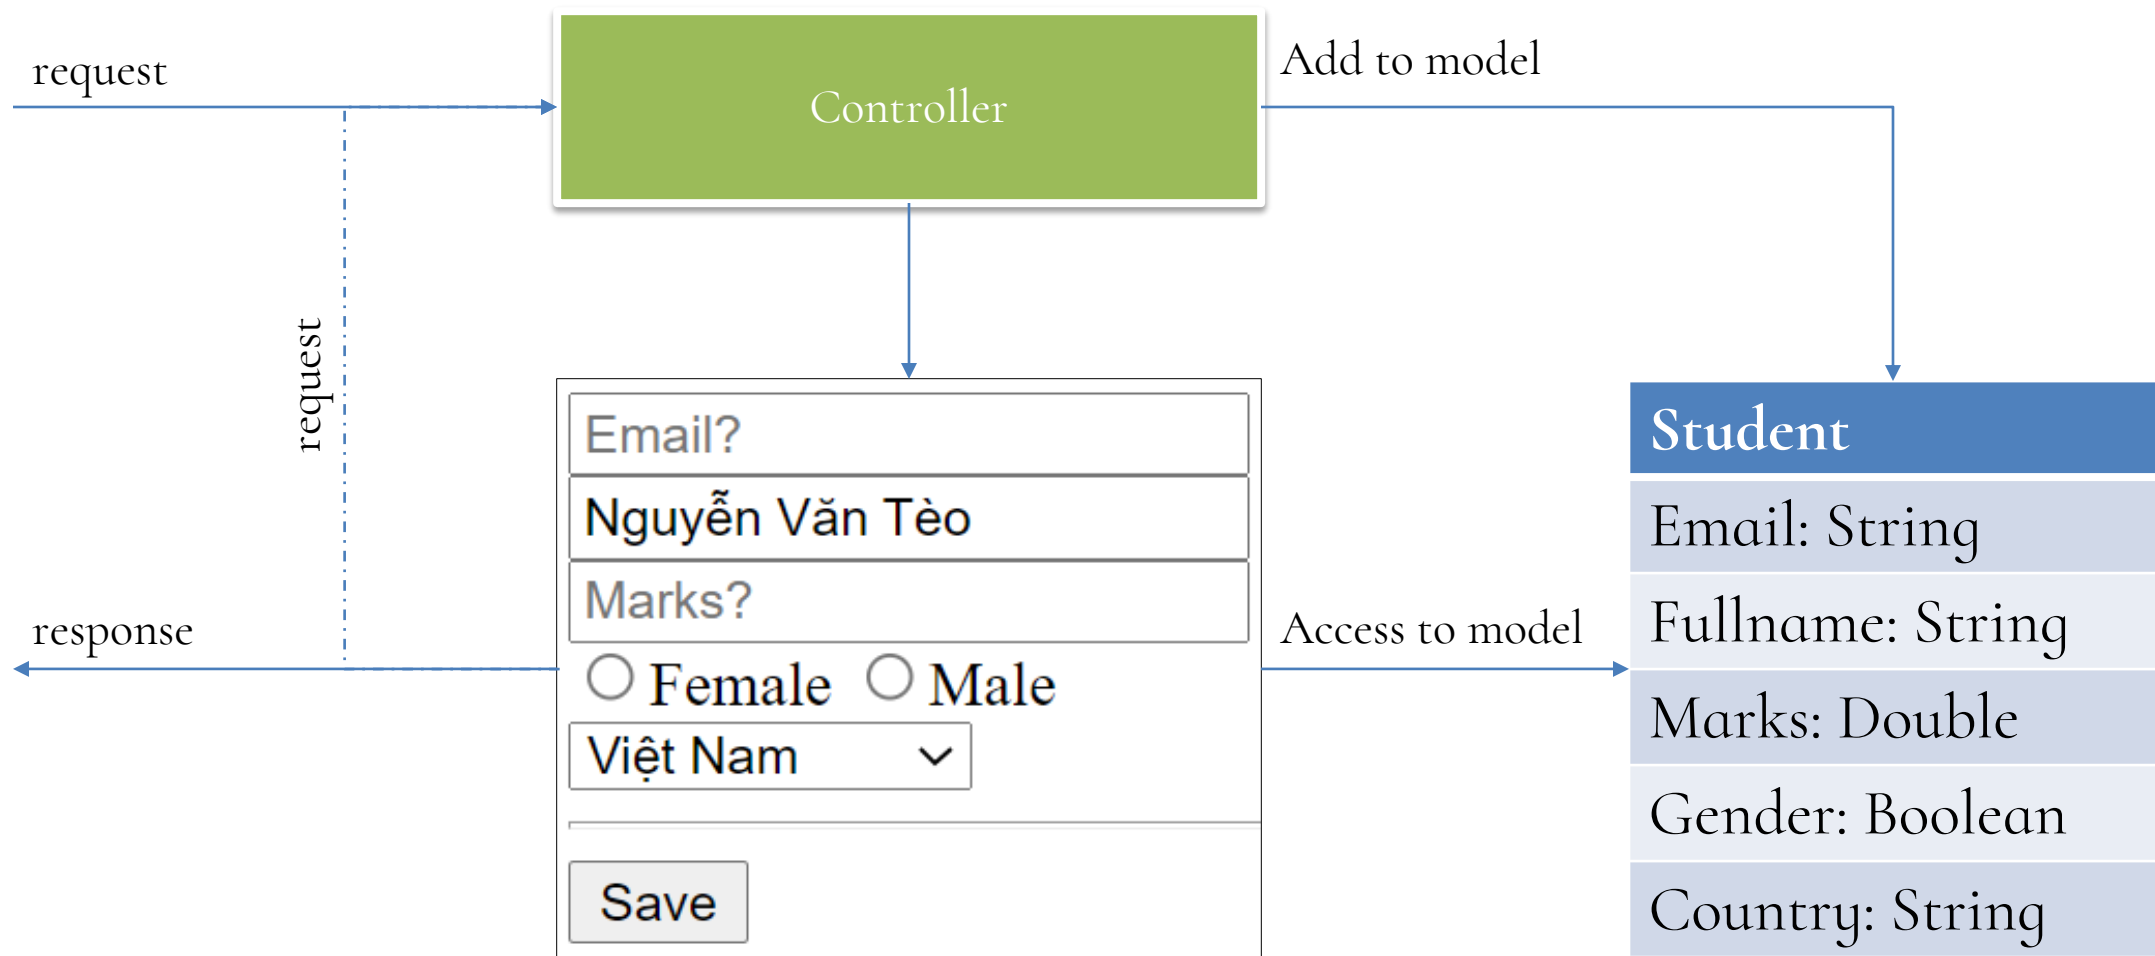 request
Controller
Add to model
request
Email?
Nguyễn Văn Tèo
Marks?
Female Male
Việt Nam
Save
response
Access to model
Student
Email: String
Fullname: String
Marks: Double
Gender: Boolean
Country: String